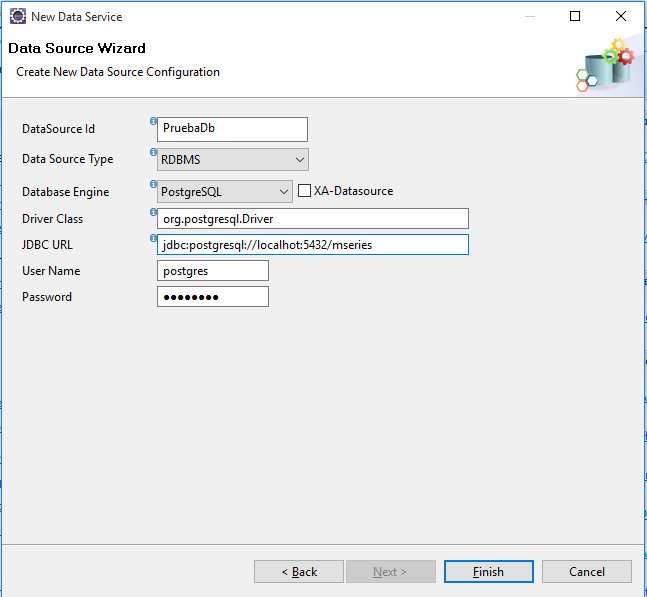 New Data Service
Data Source Wizard
Create New Data Source Configuration
DataSource Id PruebaDb
Data Source Type RDBMS
Database Engine PostgreSQL XA-Datasource
Driver Class org.postgresql.Driver
JDBC URL jdbc:postgresql://localhot:5432/mseries
User Name postgres
Password ●●●●●●●●
< Back Next > Finish Cancel